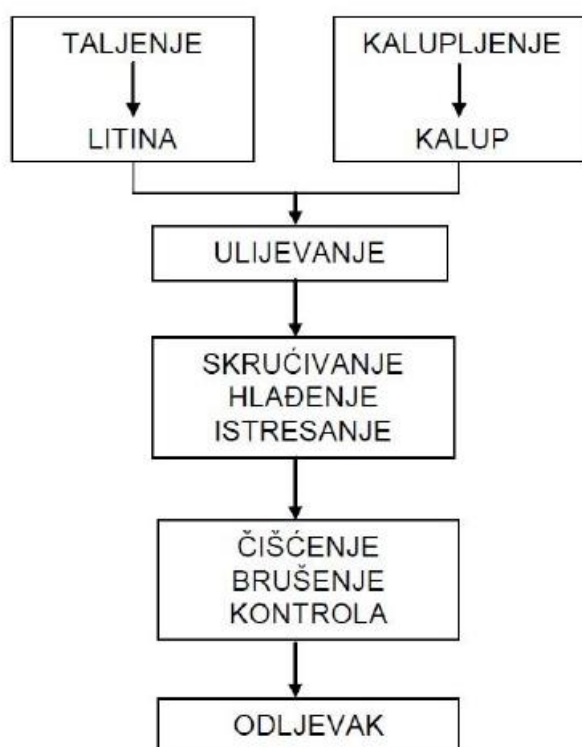 TALJENJE
LITINA
KALUPLJENJE
KALUP
ULIJEVANJE
SKRUĆIVANJE
HLAĐENJE
ISTRESANJE
ČIŠĆENJE
BRUŠENJE
KONTROLA
ODLJEVAK